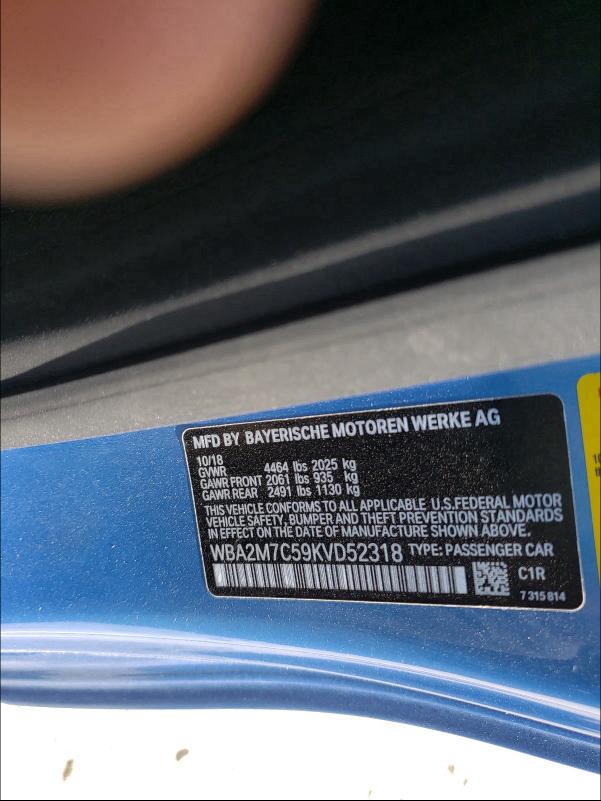 MFD BY BAYERISCHE MOTOREN WERKE AG
10/18
GVWR 4464 lbs 2025 kg
GAWR FRONT 2061 lbs 935 kg
GAWR REAR 2491 lbs 1130 kg
THIS VEHICLE CONFORMS TO ALL APPLICABLE U.S.FEDERAL MOTOR
VEHICLE SAFETY, BUMPER AND THEFT PREVENTION STANDARDS
IN EFFECT ON THE DATE OF MANUFACTURE SHOWN ABOVE.
WBA2M7C59KVD52318 TYPE: PASSENGER CAR
C1R
7 315 814